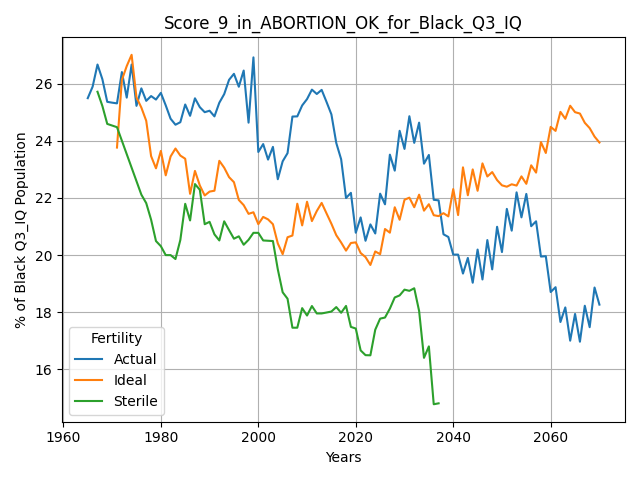 Score_9_in_ABORTION_OK_for_Black_Q3_IQ
% of Black Q3_IQ Population
26
24
22
20
18
16
Fertility
Actual
Ideal
Sterile
1960 1980 2000 2020 2040 2060
Years